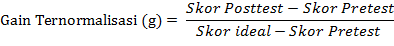 Gain Ternormalisasi (g) = Skor Posttest − Skor Pretest
Skor ideal − Skor Pretest